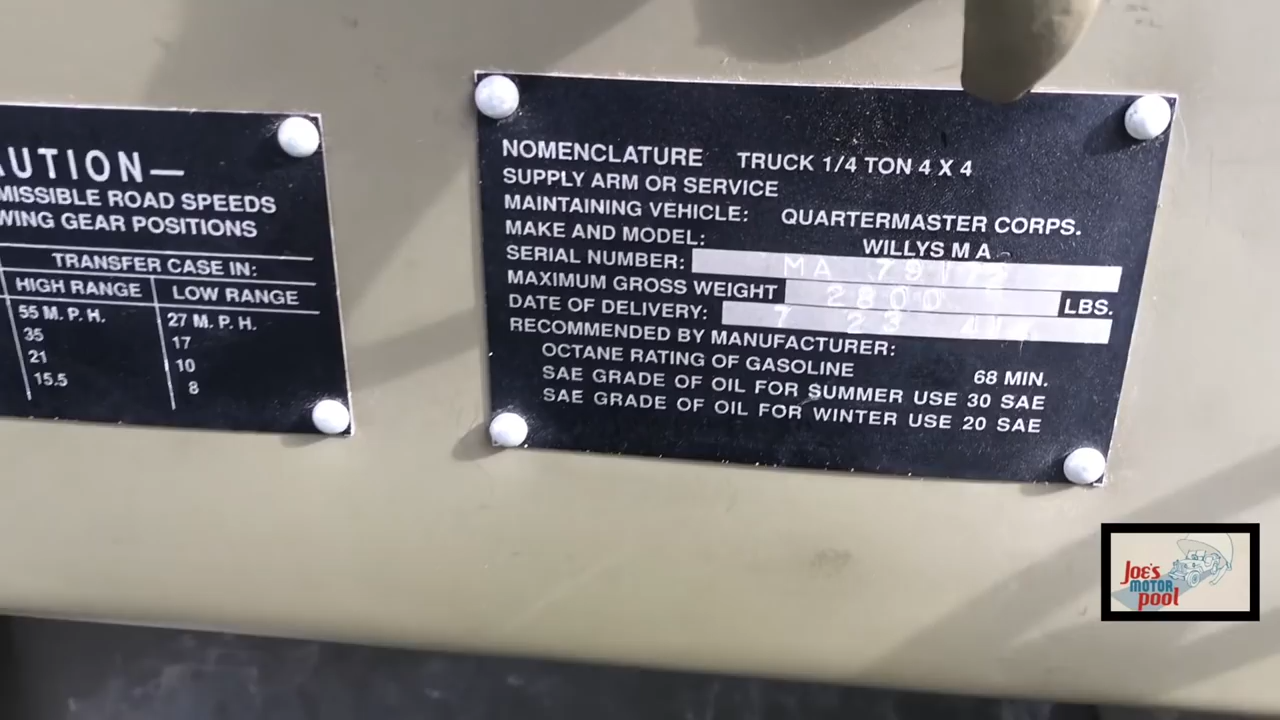 AUTION—
MISSIBLE ROAD SPEEDS
WING GEAR POSITIONS
TRANSFER CASE IN:
HIGH RANGE LOW RANGE
55 M. P. H. 27 M. P. H.
35 17
21 10
15.5 8
NOMENCLATURE TRUCK 1/4 TON 4 X 4
SUPPLY ARM OR SERVICE
MAINTAINING VEHICLE: QUARTERMASTER CORPS.
MAKE AND MODEL: WILLYS M A
SERIAL NUMBER: MA
MAXIMUM GROSS WEIGHT 2800 LBS.
DATE OF DELIVERY: 7 23
RECOMMENDED BY MANUFACTURER:
OCTANE RATING OF GASOLINE 68 MIN.
SAE GRADE OF OIL FOR SUMMER USE 30 SAE
SAE GRADE OF OIL FOR WINTER USE 20 SAE
JOE'S
MOTOR
POOL